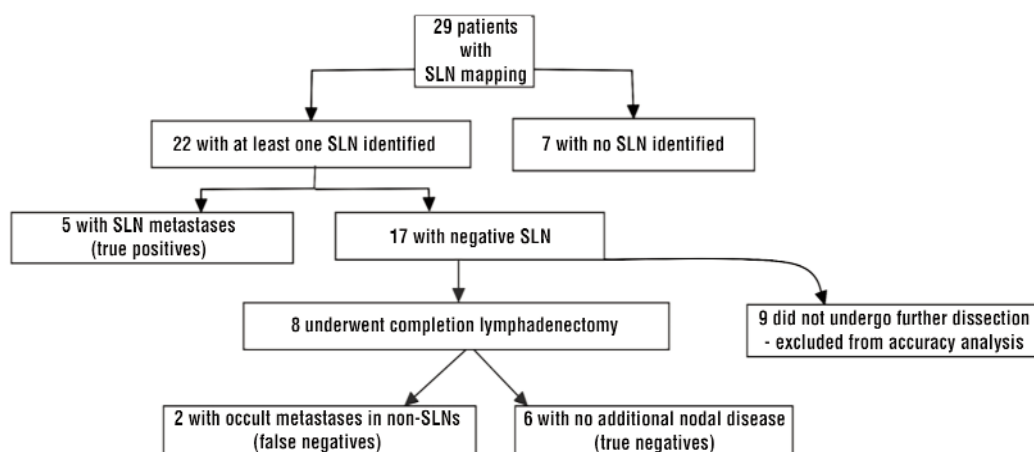 29 patients
with
SLN mapping
22 with at least one SLN identified
7 with no SLN identified
5 with SLN metastases
(true positives)
17 with negative SLN
8 underwent completion lymphadenectomy
9 did not undergo further dissection
- excluded from accuracy analysis
2 with occult metastases in non-SLNs
(false negatives)
6 with no additional nodal disease
(true negatives)